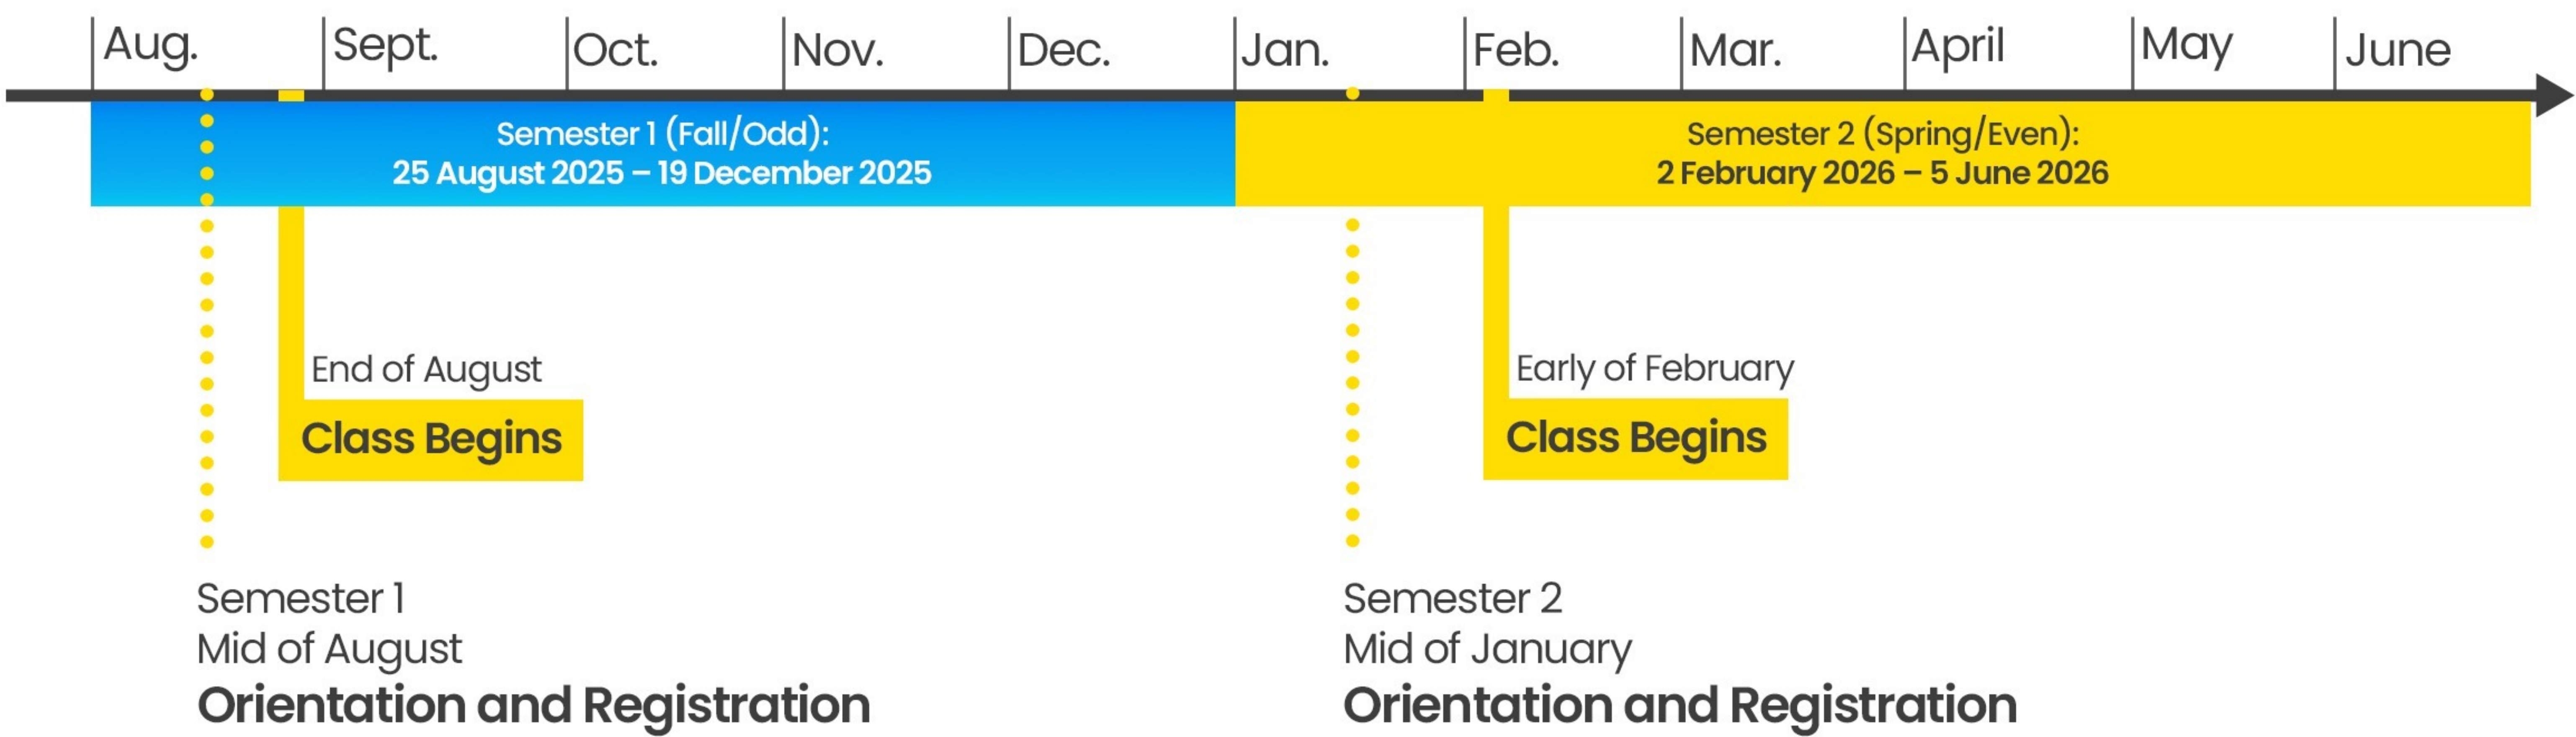 Aug.
Sept.
Oct.
Nov.
Dec.
Jan.
Feb.
Mar.
April
May
June
Semester 1 (Fall/Odd):
25 August 2025 – 19 December 2025
Semester 2 (Spring/Even):
2 February 2026 – 5 June 2026
End of August
Class Begins
Early of February
Class Begins
Semester 1
Mid of August
Orientation and Registration
Semester 2
Mid of January
Orientation and Registration